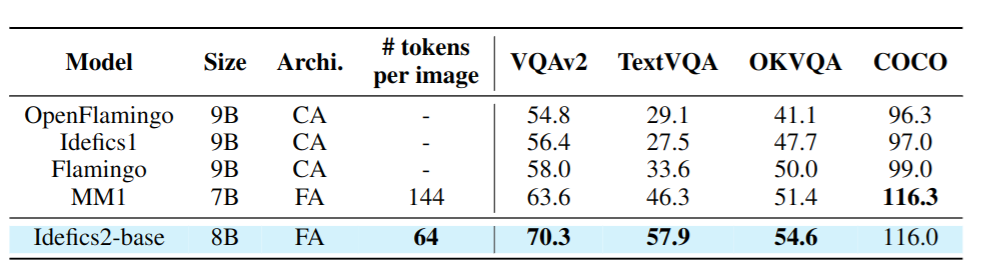 Model Size Archi. # tokens per image VQAv2 TextVQA OKVQA COCO
OpenFlamingo 9B CA - 54.8 29.1 41.1 96.3
Idefics1 9B CA - 56.4 27.5 47.7 97.0
Flamingo 9B CA - 58.0 33.6 50.0 99.0
MM1 7B FA 144 63.6 46.3 51.4 116.3
Idefics2-base 8B FA 64 70.3 57.9 54.6 116.0